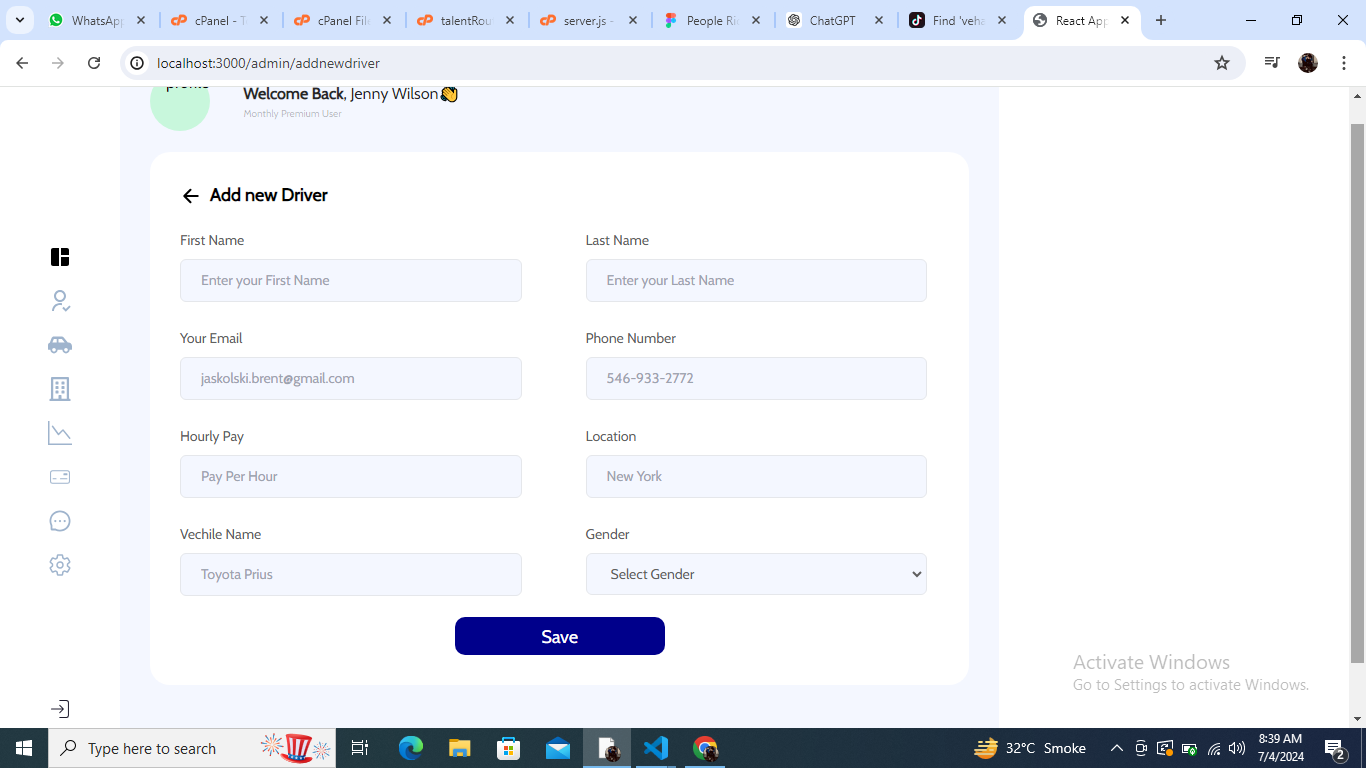 WhatsApp
cPanel - T
cPanel File
talentRou
server.js -
People Ri
ChatGPT
Find 'veha
React App
localhost:3000/admin/addnewdriver
Welcome Back, Jenny Wilson👏
Monthly Premium User
Add new Driver
First Name
Last Name
Enter your First Name
Enter your Last Name
Your Email
Phone Number
jaskolski.brent@gmail.com
546-933-2772
Hourly Pay
Location
Pay Per Hour
New York
Vechile Name
Gender
Toyota Prius
Select Gender
Save
Activate Windows
Go to Settings to activate Windows.
Type here to search
32°C Smoke
8:39 AM
7/4/2024
2